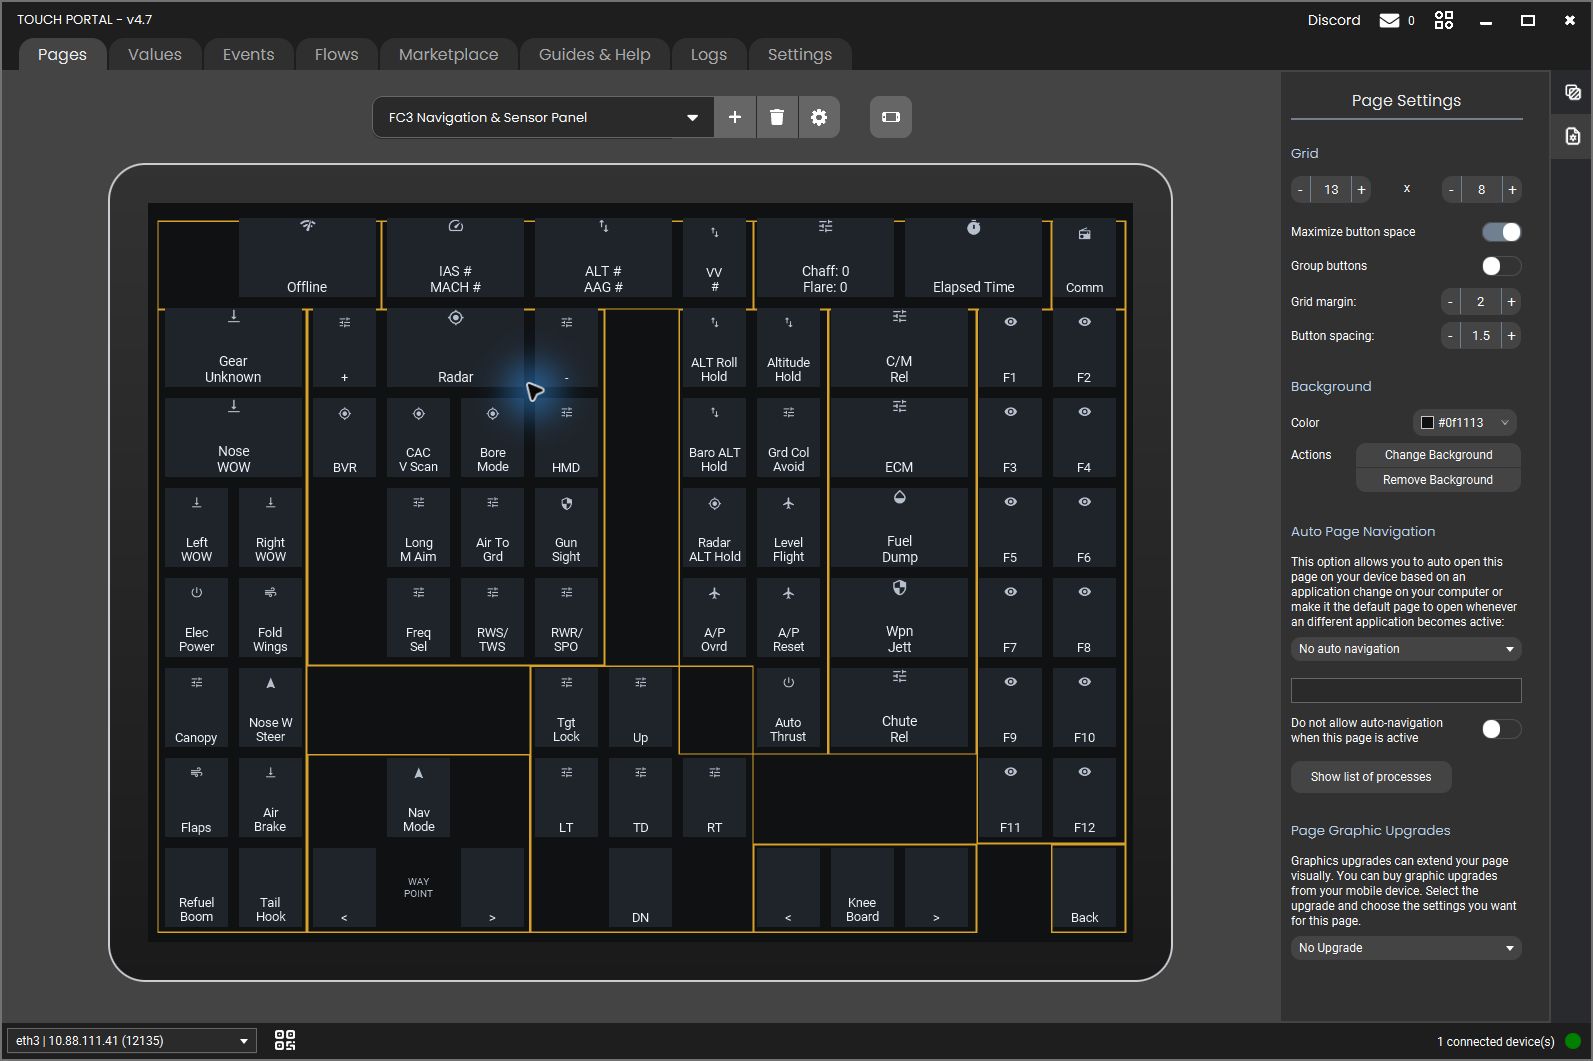 TOUCH PORTAL - v4.7
Discord 0
Pages Values Events Flows Marketplace Guides & Help Logs Settings
FC3 Navigation & Sensor Panel
Offline
IAS #
MACH #
ALT #
AAG #
VV
#
Chaff: 0
Flare: 0
Elapsed Time
Comm
Gear
Unknown
+
Radar
-
ALT Roll
Hold
Altitude
Hold
C/M
Rel
F1
F2
Nose
WOW
BVR
CAC
V Scan
Bore
Mode
HMD
Baro ALT
Hold
Grd Col
Avoid
ECM
F3
F4
Left
WOW
Right
WOW
Long
M Aim
Air To
Grd
Gun
Sight
Radar
ALT Hold
Level
Flight
Fuel
Dump
F5
F6
Elec
Power
Fold
Wings
Freq
Sel
RWS/
TWS
RWR/
SPO
A/P
Ovrd
A/P
Reset
Wpn
Jett
F7
F8
Canopy
Nose W
Steer
Tgt
Lock
Up
Auto
Thrust
Chute
Rel
F9
F10
Flaps
Air
Brake
Nav
Mode
LT
TD
RT
F11
F12
Refuel
Boom
Tail
Hook
<
WAY
POINT
>
DN
<
Knee
Board
>
Back
Page Settings
Grid
- 13 + x - 8 +
Maximize button space
Group buttons
Grid margin: - 2 +
Button spacing: - 1.5 +
Background
Color #0f1113
Actions Change Background
Remove Background
Auto Page Navigation
This option allows you to auto open this
page on your device based on an
application change on your computer or
make it the default page to open whenever
an different application becomes active:
No auto navigation
Do not allow auto-navigation
when this page is active
Show list of processes
Page Graphic Upgrades
Graphics upgrades can extend your page
visually. You can buy graphic upgrades
from your mobile device. Select the
upgrade and choose the settings you want
for this page.
No Upgrade
eth3 | 10.88.111.41 (12135)
1 connected device(s)